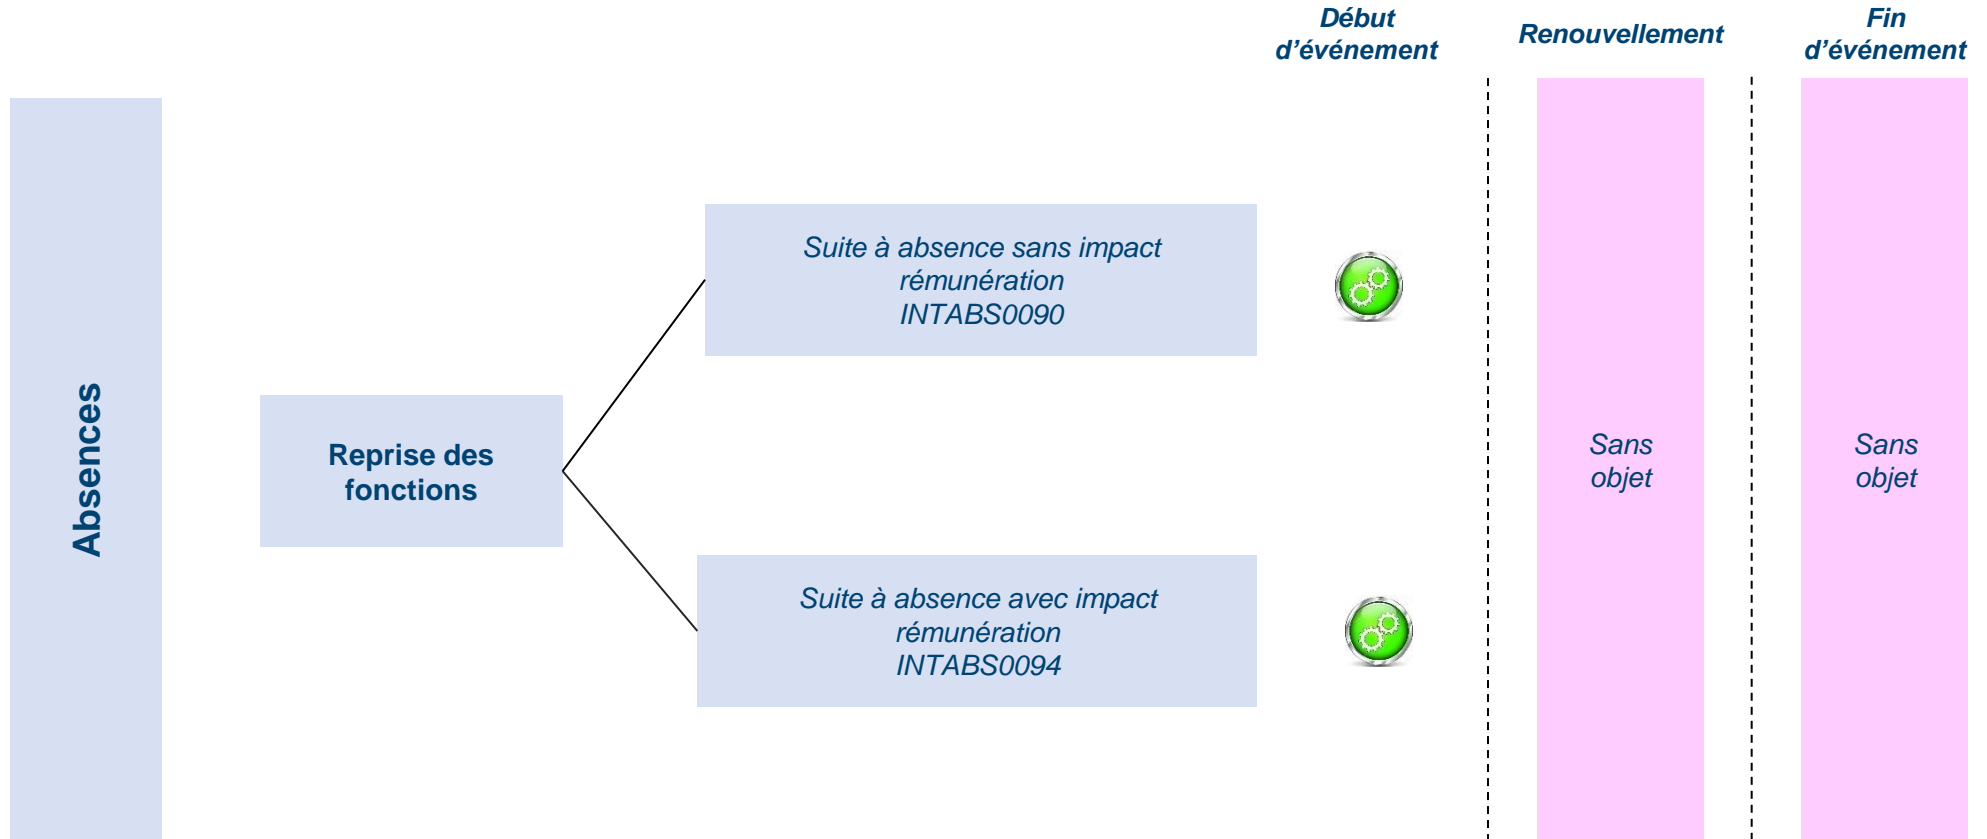 Début
d’événement
Renouvellement
Fin
d’événement
Absences
Reprise des
fonctions
Suite à absence sans impact
rémunération
INTABS0090
Suite à absence avec impact
rémunération
INTABS0094
Sans
objet
Sans
objet